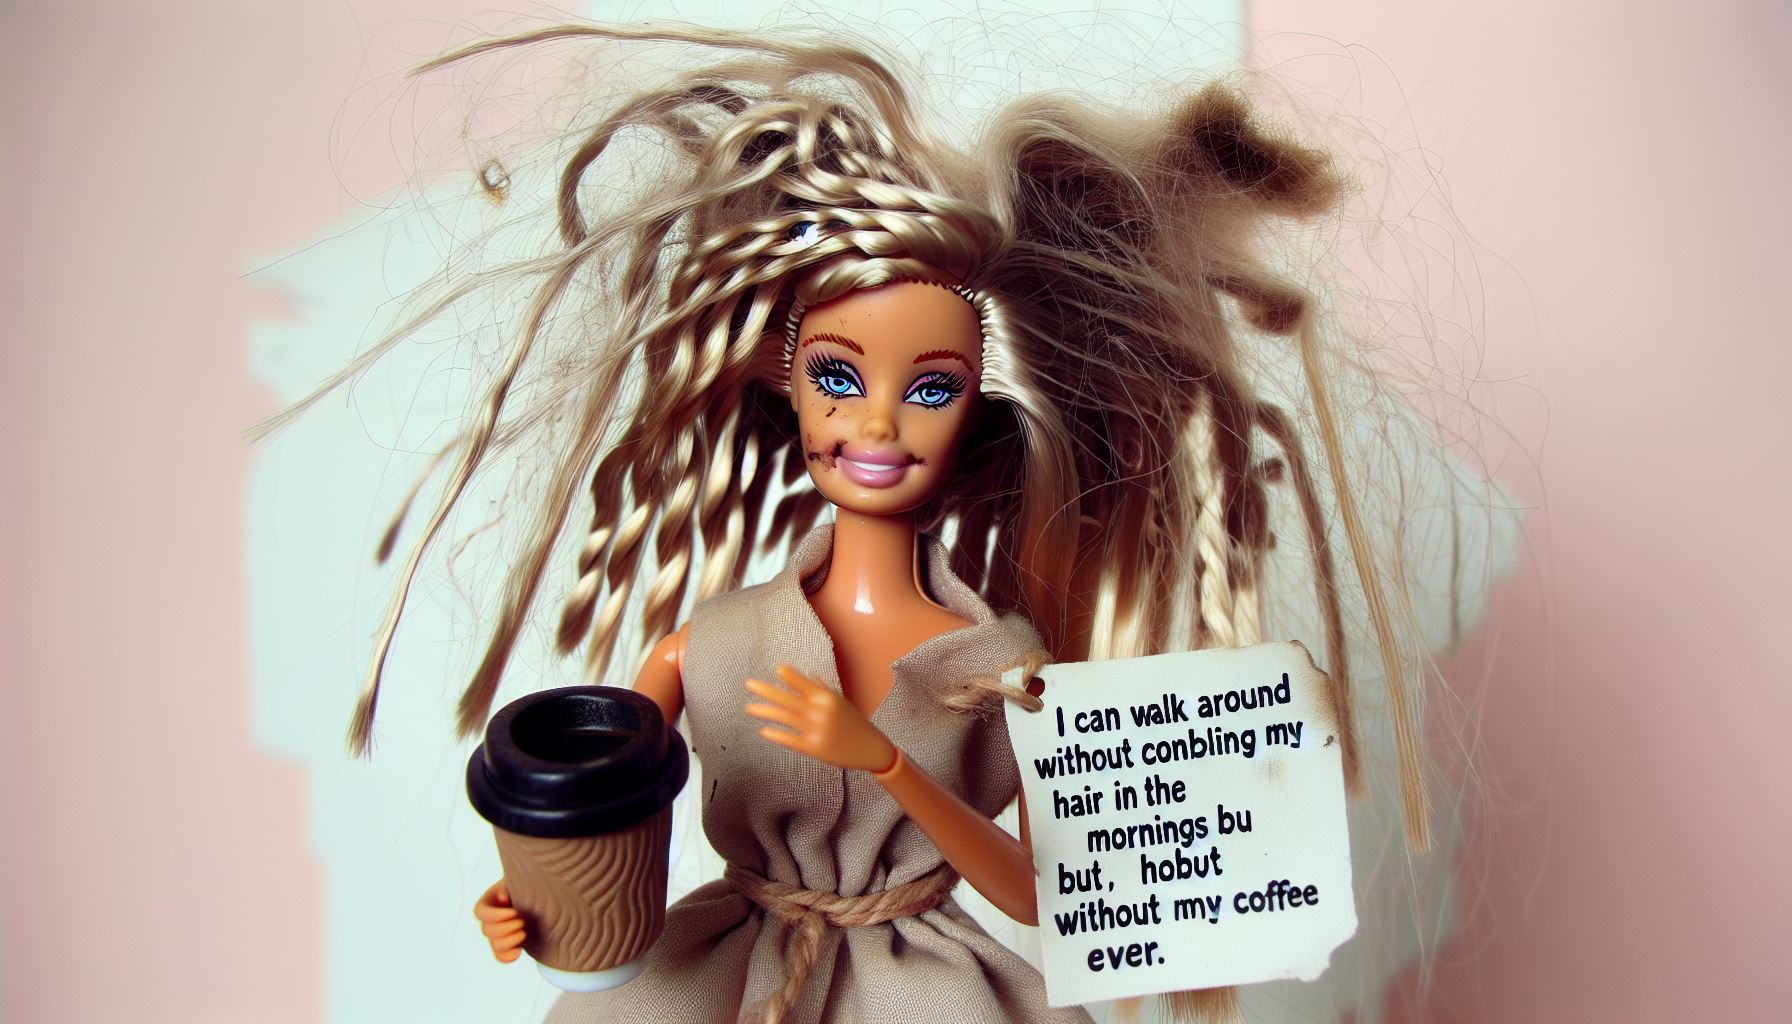 I can walk around
without conbling my
hair in the
mornings bu
but, hobut
without my coffee
ever.